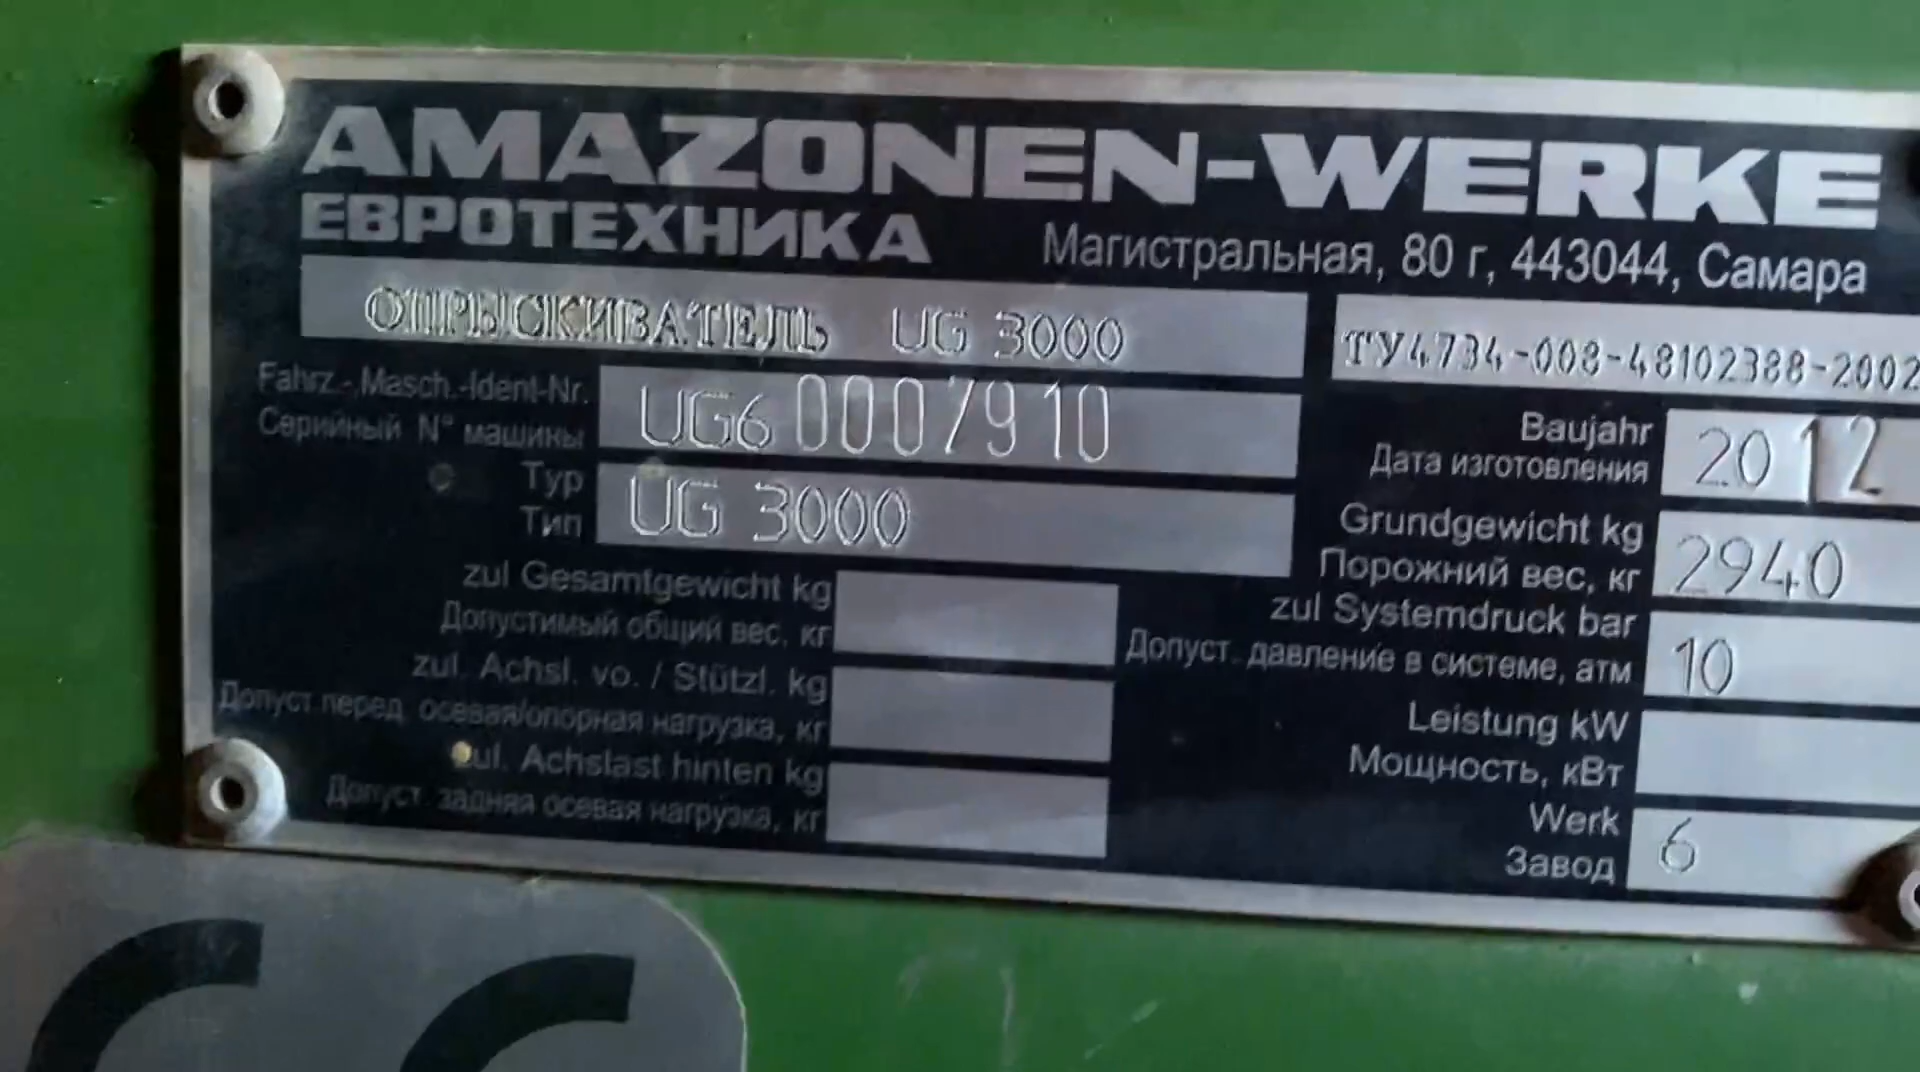 AMAZONEN-WERKE
ЕВРОТЕХНИКА
Магистральная, 80 г, 443044, Самара
ОПРЫСКИВАТЕЛЬ UG 3000
ТУ4734-008-48102388-2002
Fahrz.-,Masch.-Ident-Nr.
Серийный N° машины
UG6 0007910
Baujahr
Дата изготовления
2012
Typ
Тип
UG 3000
Grundgewicht kg
Порожний вес, кг
2940
zul Gesamtgewicht kg
Допустимый общий вес, кг
zul Systemdruck bar
Допуст. давление в системе, атм
10
zul. Achsl. vo. / Stützl. kg
Допуст перед. осевая/опорная нагрузка, кг
Leistung kW
Мощность, кВт
zul. Achslast hinten kg
Допуст. задняя осевая нагрузка, кг
Werk
Завод
6
CE